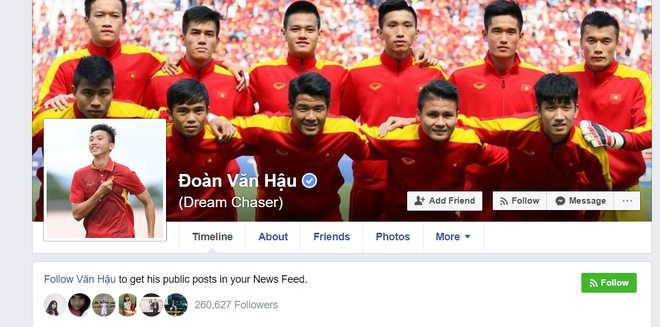 Đoàn Văn Hậu
(Dream Chaser)
Add Friend
Follow
Message
Timeline
About
Friends
Photos
More
Follow Văn Hậu to get his public posts in your News Feed.
Follow
260,627 Followers